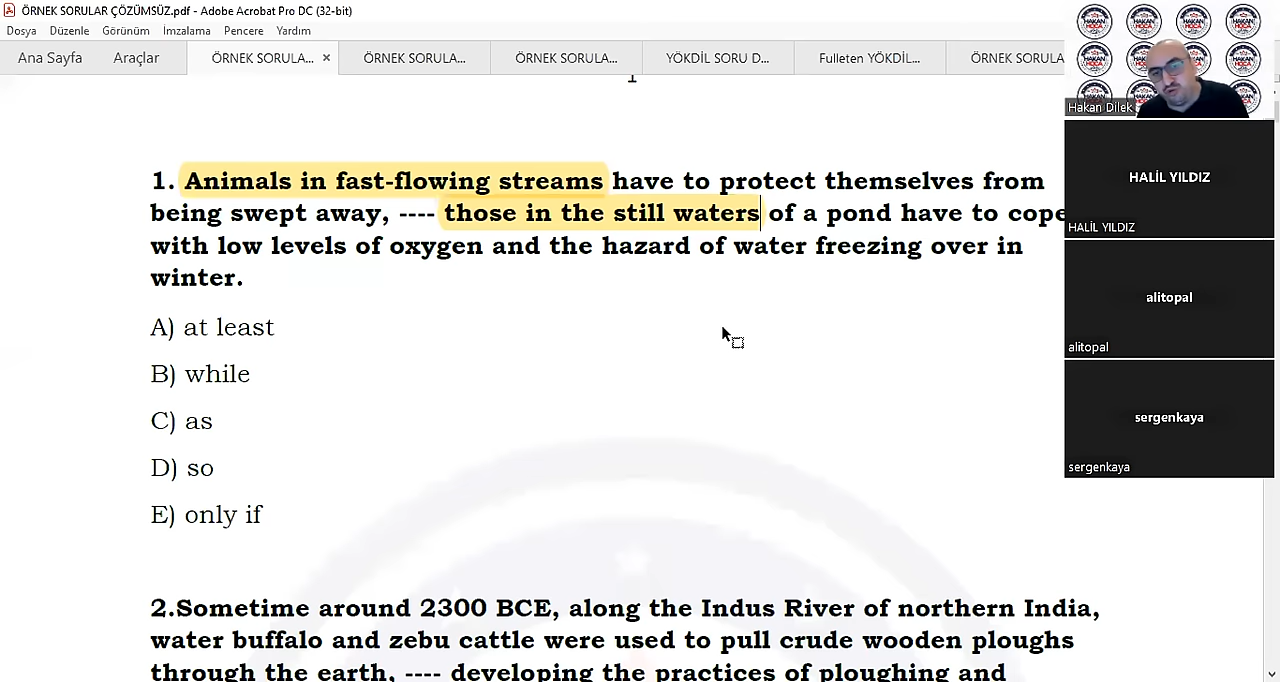 ÖRNEK SORULAR ÇÖZÜMSÜZ.pdf - Adobe Acrobat Pro DC (32-bit)
Dosya Düzenle Görünüm İmzalama Pencere Yardım
Ana Sayfa Araçlar ÖRNEK SORULA... × ÖRNEK SORULA... ÖRNEK SORULA... YÖKDİL SORU D... Fulleten YÖKDİL... ÖRNEK SORULA
1. Animals in fast-flowing streams have to protect themselves from
being swept away, ---- those in the still waters of a pond have to cope
with low levels of oxygen and the hazard of water freezing over in
winter.
A) at least
B) while
C) as
D) so
E) only if
2.Sometime around 2300 BCE, along the Indus River of northern India,
water buffalo and zebu cattle were used to pull crude wooden ploughs
through the earth, ---- developing the practices of ploughing and
Hakan Dilek
HALİL YILDIZ
HALİL YILDIZ
alitopal
alitopal
sergenkaya
sergenkaya